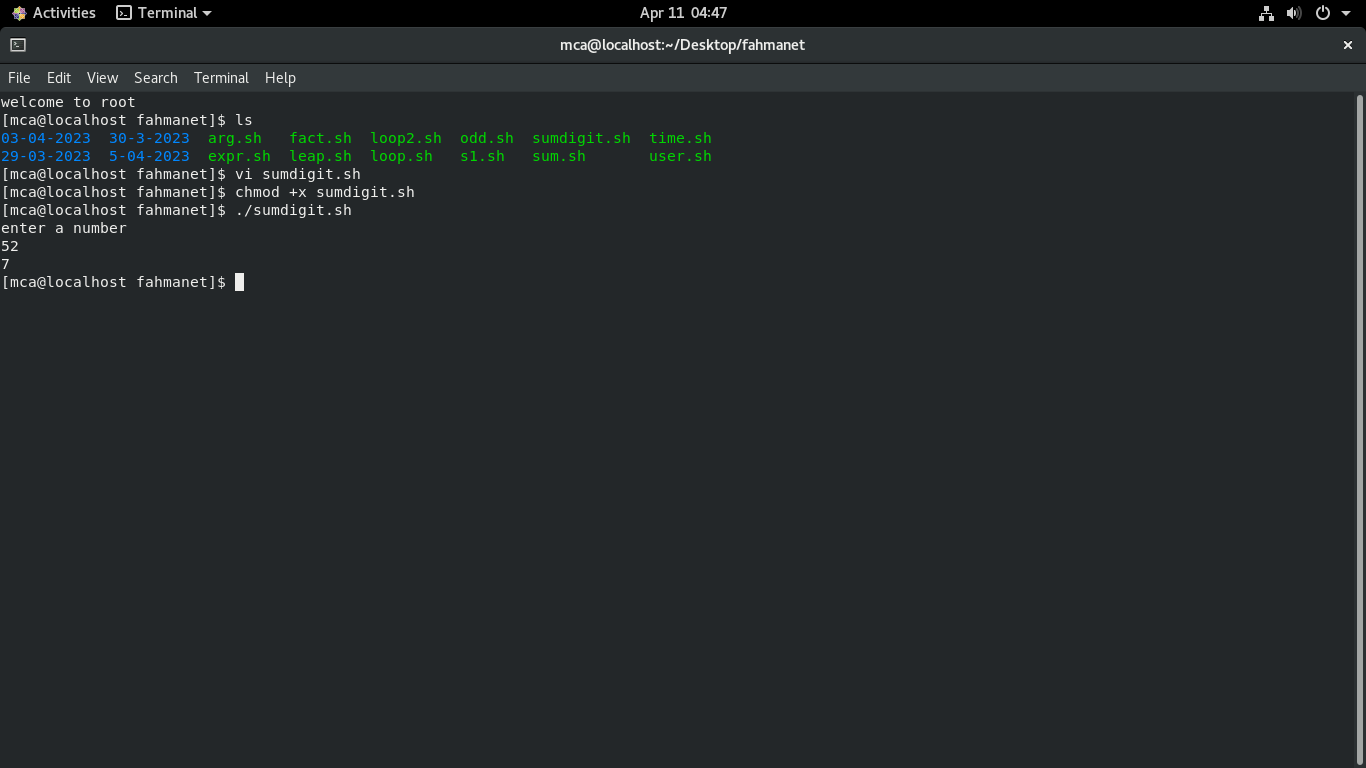 Activities Terminal Apr 11 04:47
mca@localhost:~/Desktop/fahmanet ×
File Edit View Search Terminal Help
welcome to root
[mca@localhost fahmanet]$ ls
03-04-2023  30-3-2023  arg.sh   fact.sh  loop2.sh  odd.sh  sumdigit.sh  time.sh
29-03-2023  5-04-2023  expr.sh  leap.sh  loop.sh   s1.sh   sum.sh       user.sh
[mca@localhost fahmanet]$ vi sumdigit.sh
[mca@localhost fahmanet]$ chmod +x sumdigit.sh
[mca@localhost fahmanet]$ ./sumdigit.sh
enter a number
52
7
[mca@localhost fahmanet]$